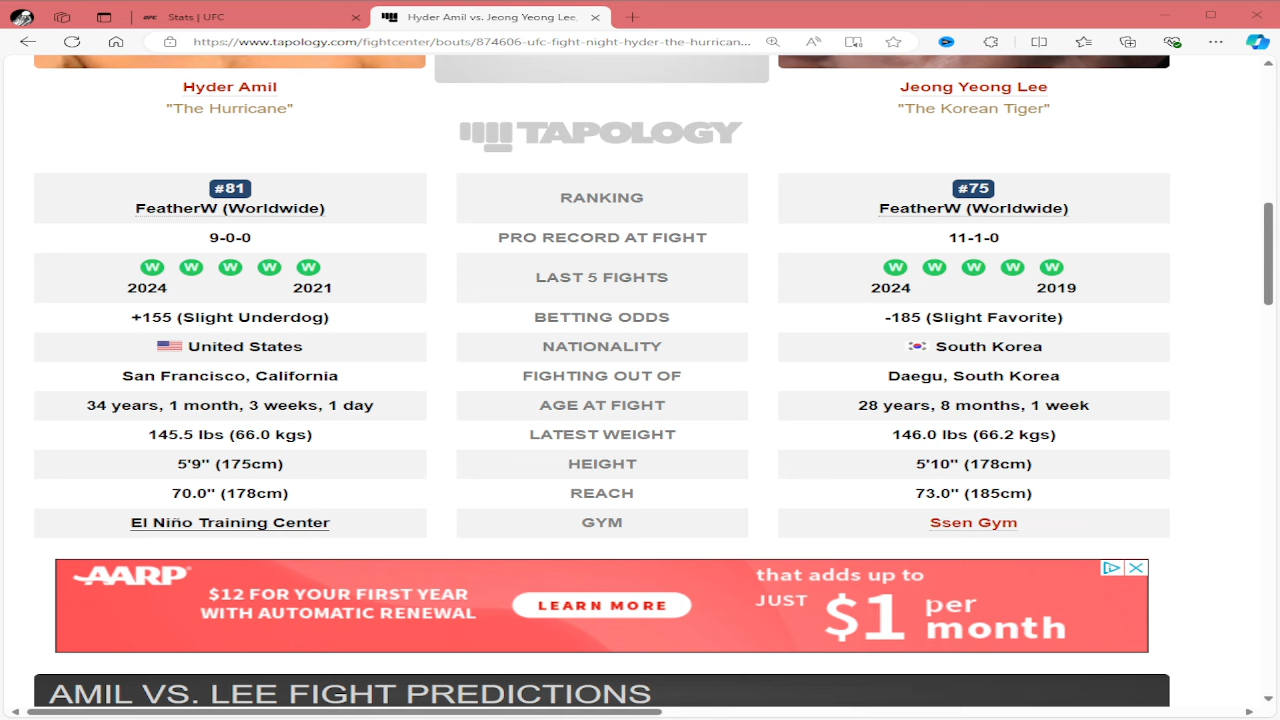 Stats | UFC
Hyder Amil vs. Jeong Yeong Lee,
https://www.tapology.com/fightcenter/bouts/874606-ufc-fight-night-hyder-the-hurrican...
Hyder Amil
"The Hurricane"
Jeong Yeong Lee
"The Korean Tiger"
TAPOLOGY
#81 #75
FeatherW (Worldwide) RANKING FeatherW (Worldwide)
9-0-0 PRO RECORD AT FIGHT 11-1-0
W W W W W LAST 5 FIGHTS W W W W W
2024 2021 2024 2019
+155 (Slight Underdog) BETTING ODDS -185 (Slight Favorite)
United States NATIONALITY South Korea
San Francisco, California FIGHTING OUT OF Daegu, South Korea
34 years, 1 month, 3 weeks, 1 day AGE AT FIGHT 28 years, 8 months, 1 week
145.5 lbs (66.0 kgs) LATEST WEIGHT 146.0 lbs (66.2 kgs)
5'9" (175cm) HEIGHT 5'10" (178cm)
70.0" (178cm) REACH 73.0" (185cm)
El Niño Training Center GYM Ssen Gym
AARP
$12 FOR YOUR FIRST YEAR
WITH AUTOMATIC RENEWAL
LEARN MORE
that adds up to
JUST $1 per
month
AMIL VS. LEE FIGHT PREDICTIONS